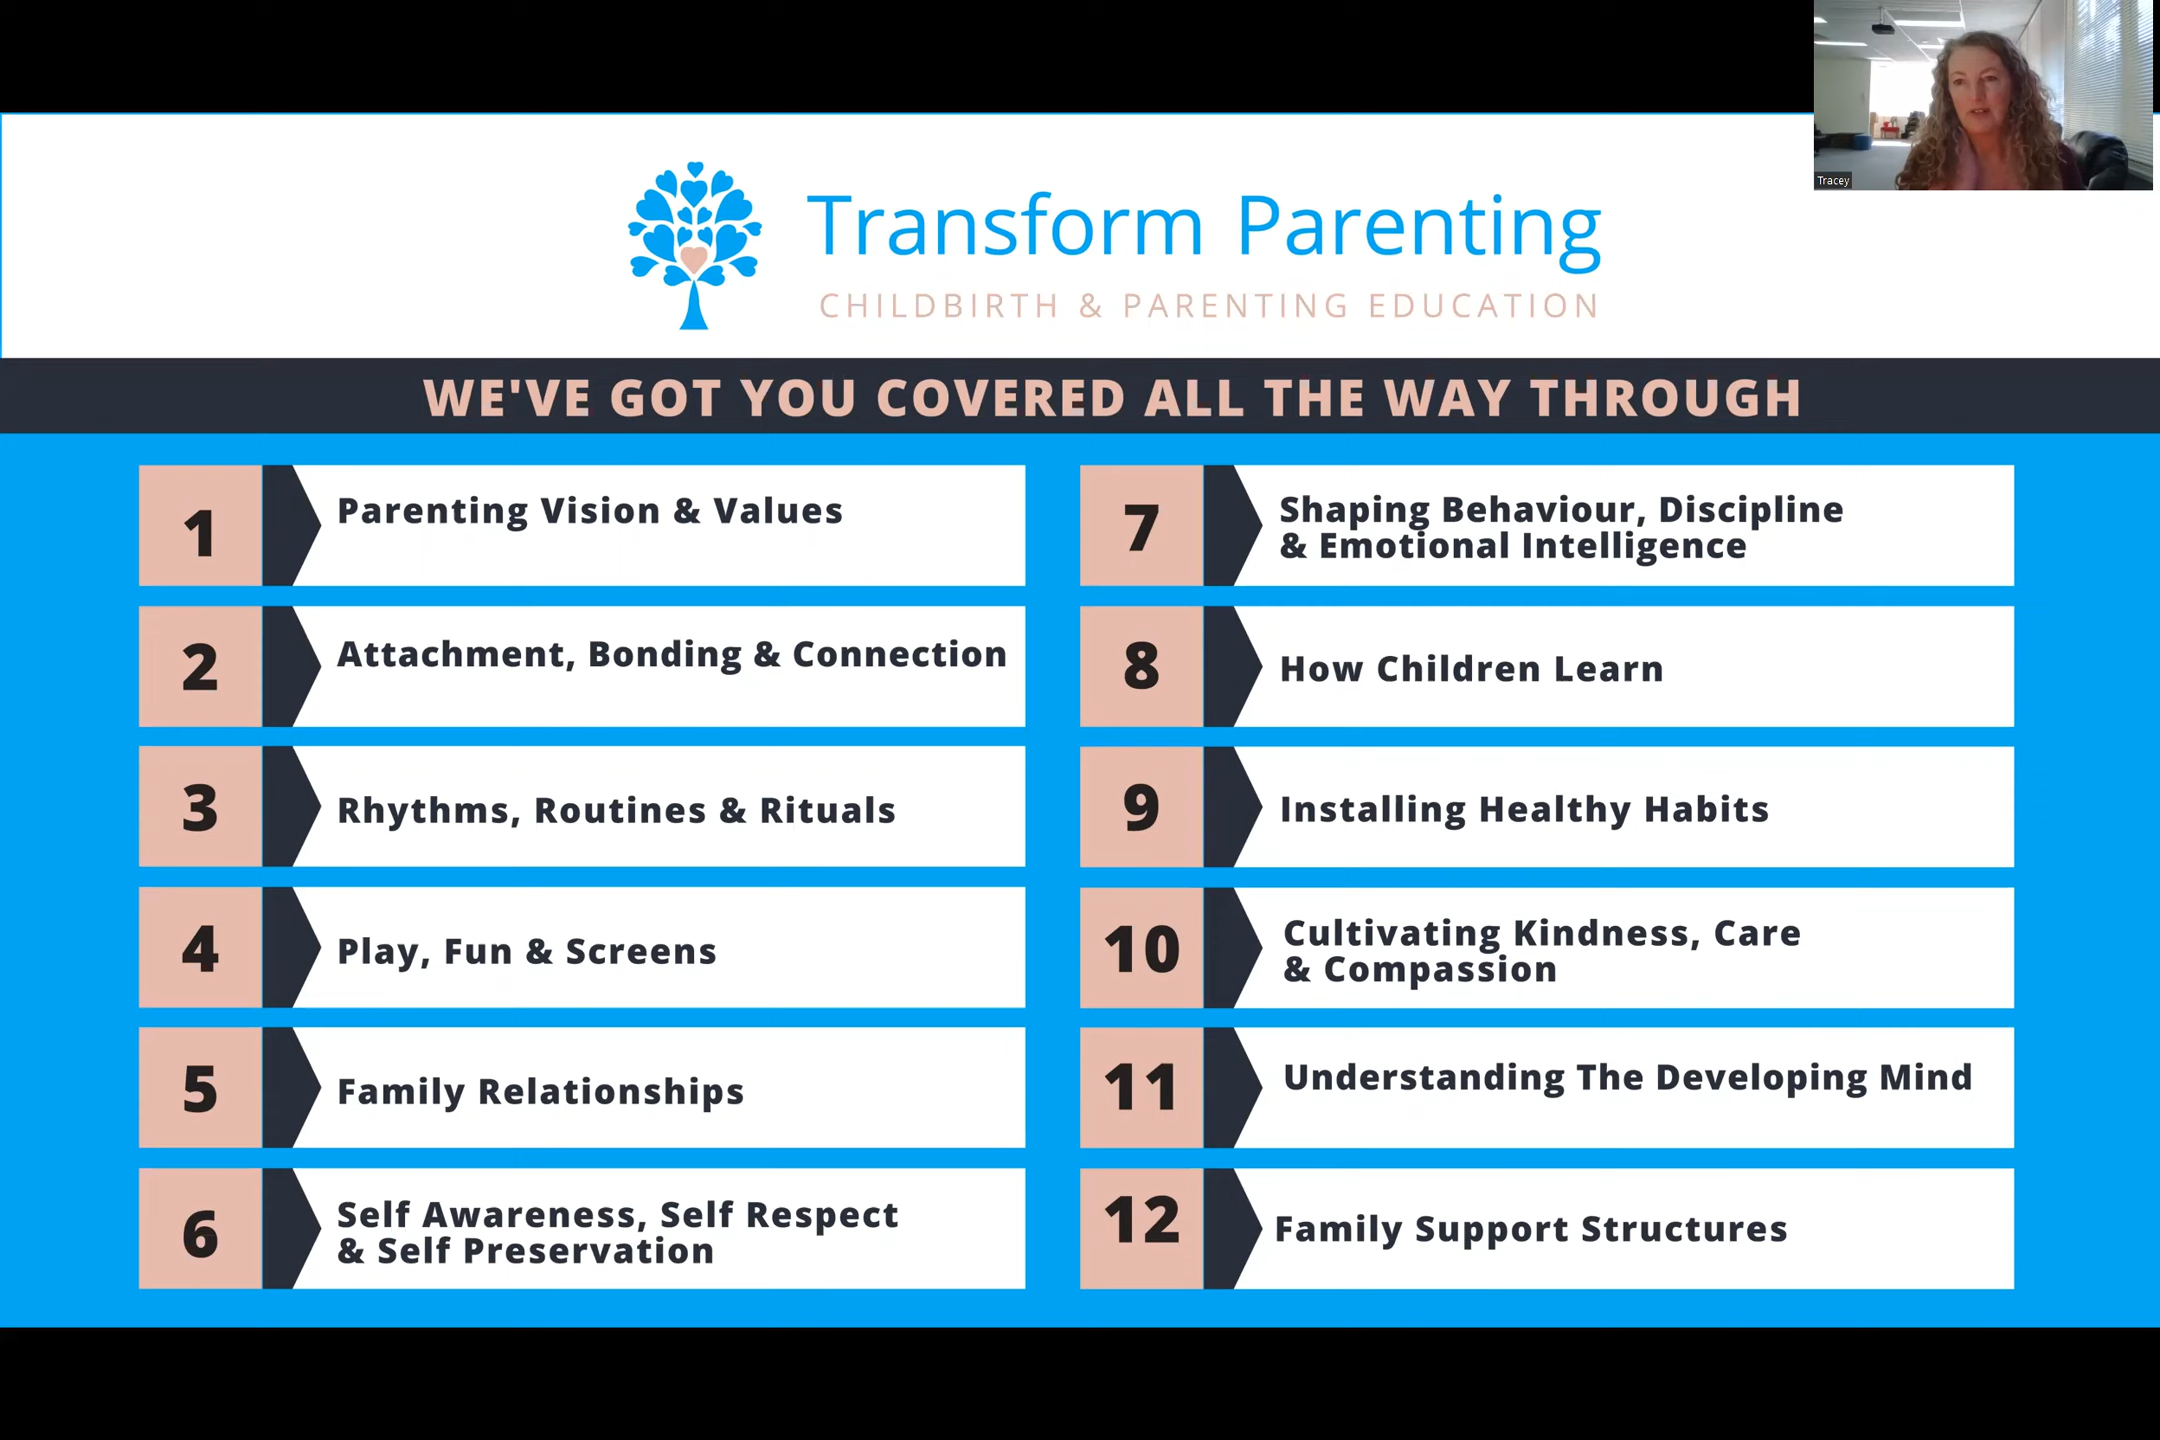 Tracey
Transform Parenting
CHILDBIRTH & PARENTING EDUCATION
WE'VE GOT YOU COVERED ALL THE WAY THROUGH
1
Parenting Vision & Values
2
Attachment, Bonding & Connection
3
Rhythms, Routines & Rituals
4
Play, Fun & Screens
5
Family Relationships
6
Self Awareness, Self Respect
& Self Preservation
7
Shaping Behaviour, Discipline
& Emotional Intelligence
8
How Children Learn
9
Installing Healthy Habits
10
Cultivating Kindness, Care
& Compassion
11
Understanding The Developing Mind
12
Family Support Structures